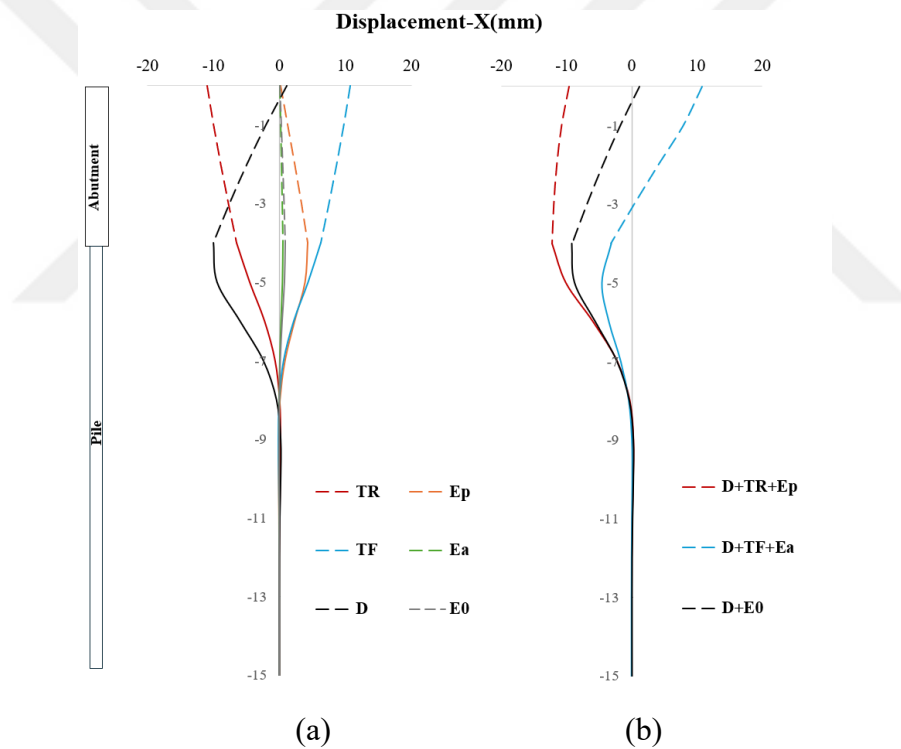 Displacement-X(mm)
-20 -10 0 10 20
-20 -10 0 10 20
Abutment
Pile
-1
-3
-5
-7
-9
-11
-13
-15
-1
-3
-5
-7
-9
-11
-13
-15
TR Ep
TF Ea
D E0
D+TR+Ep
D+TF+Ea
D+E0
(a) (b)